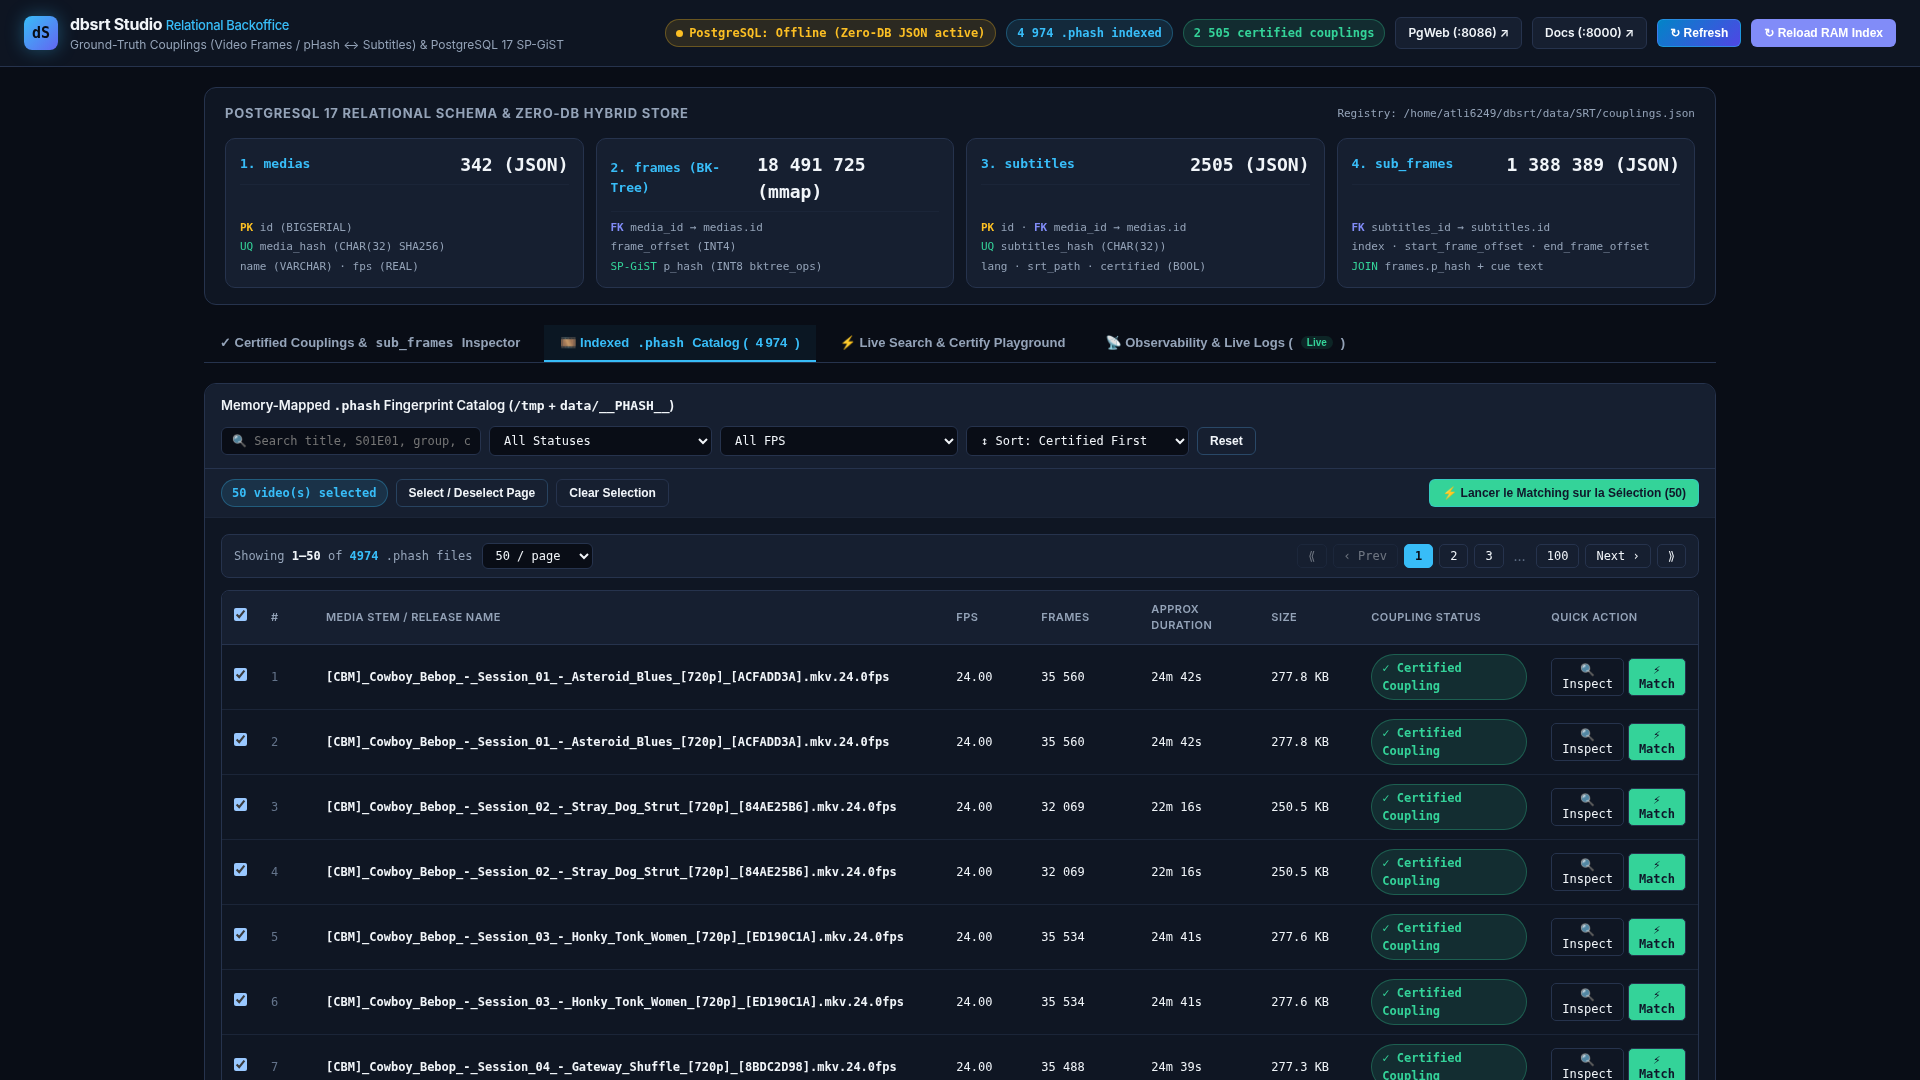 dS
dbsrt Studio Relational Backoffice
Ground-Truth Couplings (Video Frames / pHash ↔ Subtitles) & PostgreSQL 17 SP-GiST
PostgreSQL: Offline (Zero-DB JSON active)
4 974 .phash indexed
2 505 certified couplings
PgWeb (:8086) ↗
Docs (:8000) ↗
↻ Refresh
↻ Reload RAM Index
POSTGRESQL 17 RELATIONAL SCHEMA & ZERO-DB HYBRID STORE
Registry: /home/atli6249/dbsrt/data/SRT/couplings.json
1. medias
342 (JSON)
PK id (BIGSERIAL)
UQ media_hash (CHAR(32) SHA256)
name (VARCHAR) · fps (REAL)
2. frames (BK-
Tree)
18 491 725
(mmap)
FK media_id → medias.id
frame_offset (INT4)
SP-GiST p_hash (INT8 bktree_ops)
3. subtitles
2505 (JSON)
PK id · FK media_id → medias.id
UQ subtitles_hash (CHAR(32))
lang · srt_path · certified (BOOL)
4. sub_frames
1 388 389 (JSON)
FK subtitles_id → subtitles.id
index · start_frame_offset · end_frame_offset
JOIN frames.p_hash + cue text
✓ Certified Couplings & sub_frames Inspector
🎞️ Indexed .phash Catalog ( 4974 )
⚡ Live Search & Certify Playground
📡 Observability & Live Logs ( Live )
Memory-Mapped .phash Fingerprint Catalog (/tmp + data/__PHASH__)
🔍 Search title, S01E01, group, c
All Statuses
All FPS
↕ Sort: Certified First
Reset
50 video(s) selected
Select / Deselect Page
Clear Selection
⚡ Lancer le Matching sur la Sélection (50)
Showing 1–50 of 4974 .phash files
50 / page
⟪
‹ Prev
1
2
3
...
100
Next ›
⟫
# MEDIA STEM / RELEASE NAME FPS FRAMES APPROX DURATION SIZE COUPLING STATUS QUICK ACTION
1 [CBM]_Cowboy_Bebop_-_Session_01_-_Asteroid_Blues_[720p]_[ACFADD3A].mkv.24.0fps 24.00 35 560 24m 42s 277.8 KB ✓ Certified Coupling 🔍 Inspect ⚡ Match
2 [CBM]_Cowboy_Bebop_-_Session_01_-_Asteroid_Blues_[720p]_[ACFADD3A].mkv.24.0fps 24.00 35 560 24m 42s 277.8 KB ✓ Certified Coupling 🔍 Inspect ⚡ Match
3 [CBM]_Cowboy_Bebop_-_Session_02_-_Stray_Dog_Strut_[720p]_[84AE25B6].mkv.24.0fps 24.00 32 069 22m 16s 250.5 KB ✓ Certified Coupling 🔍 Inspect ⚡ Match
4 [CBM]_Cowboy_Bebop_-_Session_02_-_Stray_Dog_Strut_[720p]_[84AE25B6].mkv.24.0fps 24.00 32 069 22m 16s 250.5 KB ✓ Certified Coupling 🔍 Inspect ⚡ Match
5 [CBM]_Cowboy_Bebop_-_Session_03_-_Honky_Tonk_Women_[720p]_[ED190C1A].mkv.24.0fps 24.00 35 534 24m 41s 277.6 KB ✓ Certified Coupling 🔍 Inspect ⚡ Match
6 [CBM]_Cowboy_Bebop_-_Session_03_-_Honky_Tonk_Women_[720p]_[ED190C1A].mkv.24.0fps 24.00 35 534 24m 41s 277.6 KB ✓ Certified Coupling 🔍 Inspect ⚡ Match
7 [CBM]_Cowboy_Bebop_-_Session_04_-_Gateway_Shuffle_[720p]_[8BDC2D98].mkv.24.0fps 24.00 35 488 24m 39s 277.3 KB ✓ Certified Coupling 🔍 Inspect ⚡ Match